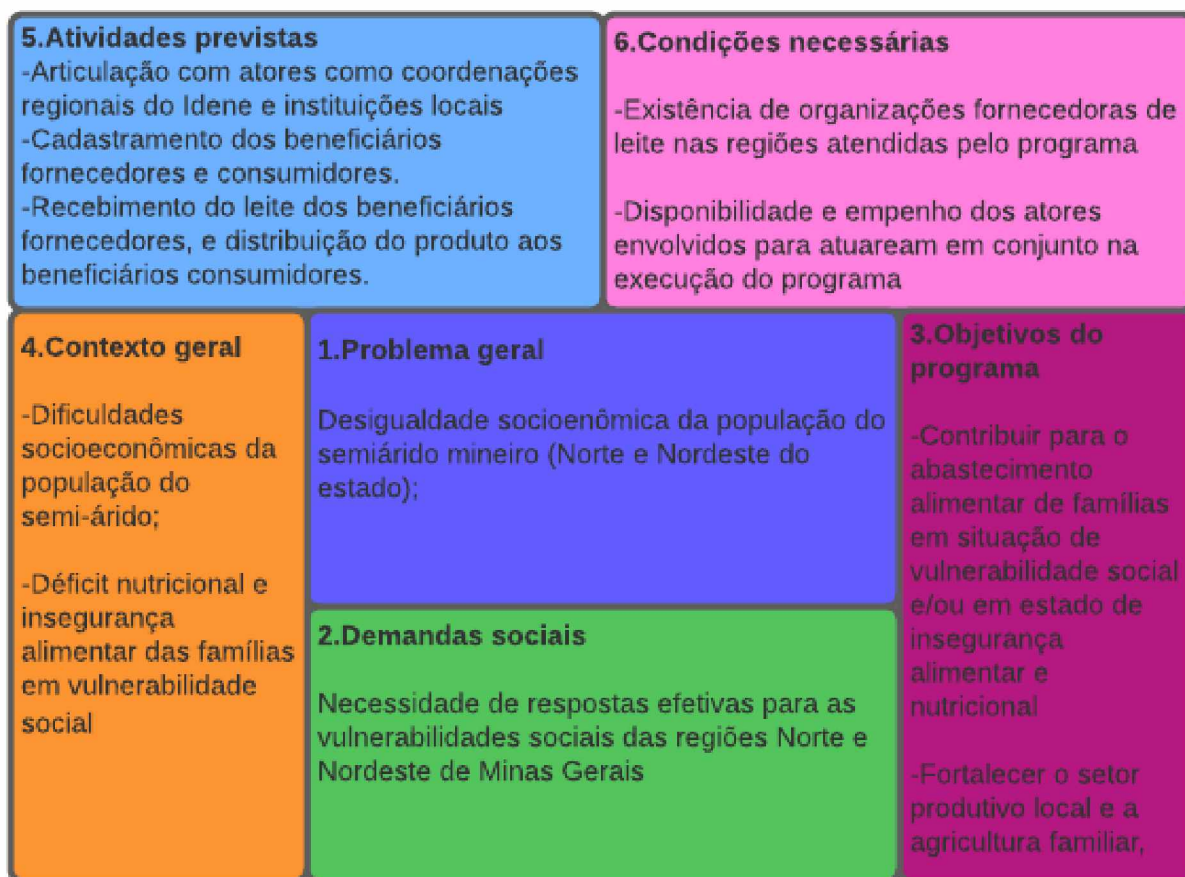 5.Atividades previstas
-Articulação com atores como coordenações
regionais do Idene e instituições locais
-Cadastramento dos beneficiários
fornecedores e consumidores.
-Recebimento do leite dos beneficiários
fornecedores, e distribuição do produto aos
beneficiários consumidores.
6.Condições necessárias
-Existência de organizações fornecedoras de
leite nas regiões atendidas pelo programa
-Disponibilidade e empenho dos atores
envolvidos para atuaream em conjunto na
execução do programa
4.Contexto geral
-Dificuldades
socioeconômicas da
população do
semi-árido;
-Déficit nutricional e
insegurança
alimentar das famílias
em vulnerabilidade
social
1.Problema geral
Desigualdade socioenômica da população do
semiárido mineiro (Norte e Nordeste do
estado);
2.Demandas sociais
Necessidade de respostas efetivas para as
vulnerabilidades sociais das regiões Norte e
Nordeste de Minas Gerais
3.Objetivos do
programa
-Contribuir para o
abastecimento
alimentar de famílias
em situação de
vulnerabilidade social
e/ou em estado de
insegurança
alimentar e
nutricional
-Fortalecer o setor
produtivo local e a
agricultura familiar,